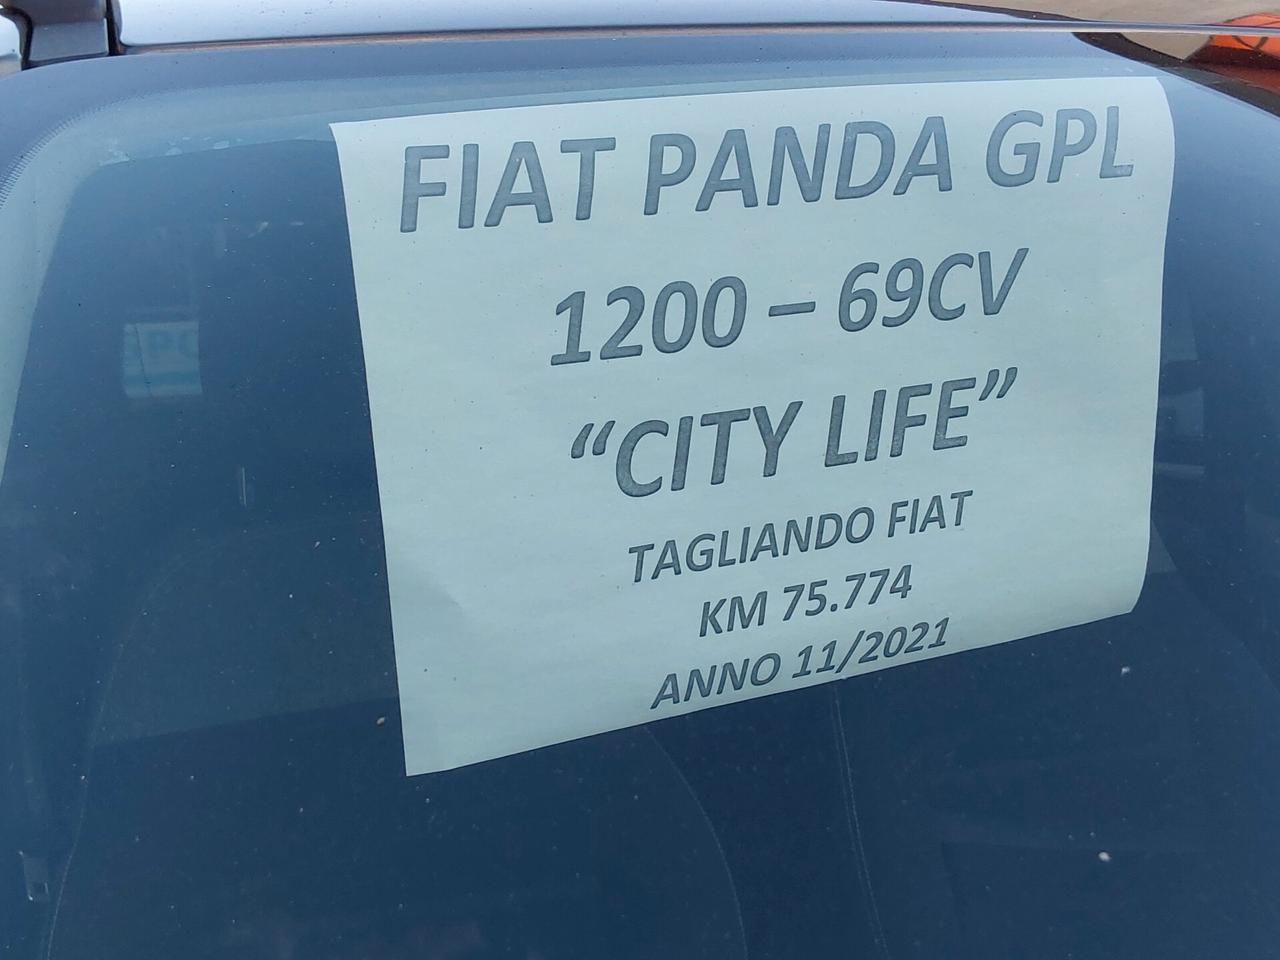 FIAT PANDA GPL
1200 – 69CV
“CITY LIFE”
TAGLIANDO FIAT
KM 75.774
ANNO 11/2021